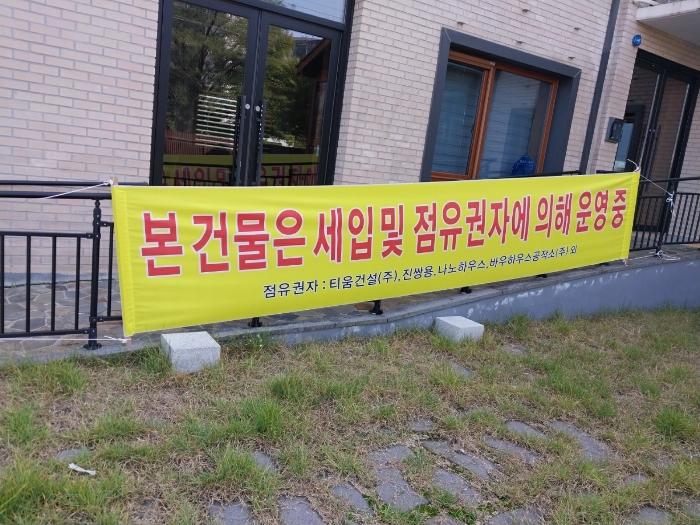 본 건물은 세입 및 점유권자에 의해 운영 중
점유권자 : 티움건설(주), 진쌍용, 나노하우스, 바우하우스공작소(주) 외